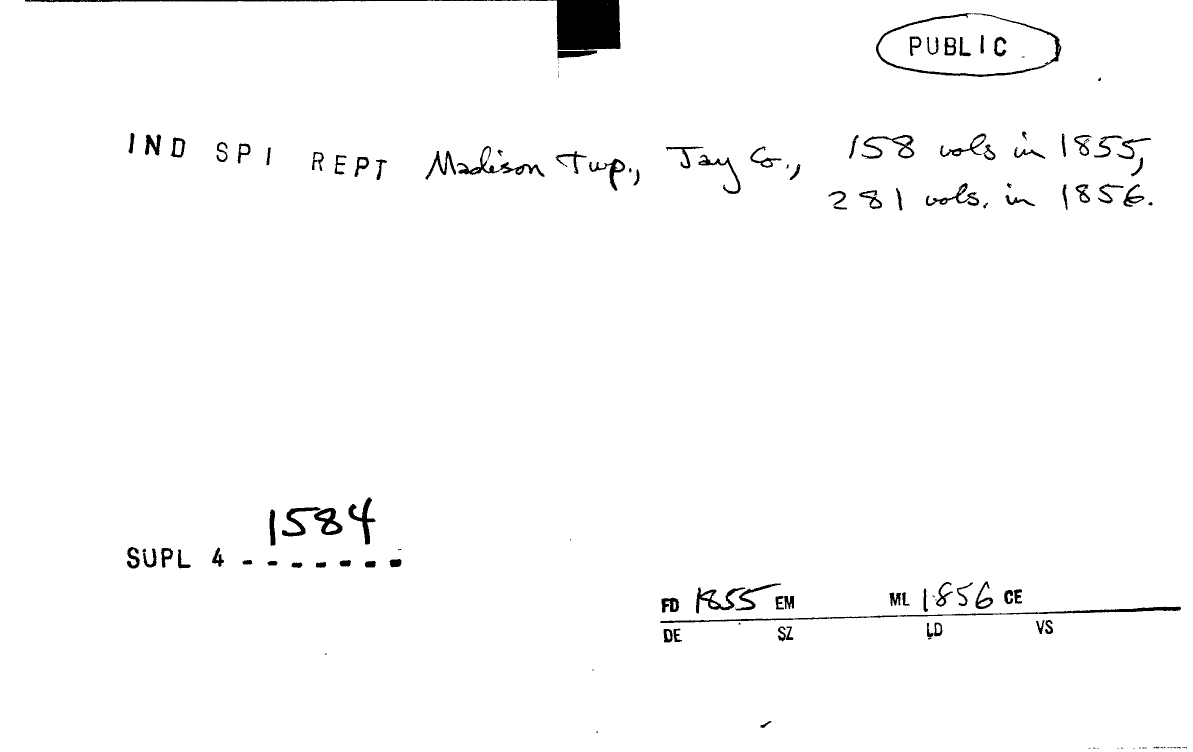 PUBLIC
IND SPI REPT Madison Twp., Jay Co., 158 vols in 1855,
281 vols. in 1856.
1584
SUPL 4 - - - - - - -
FD 1855 EM ML 1856 CE
DE SZ LD VS